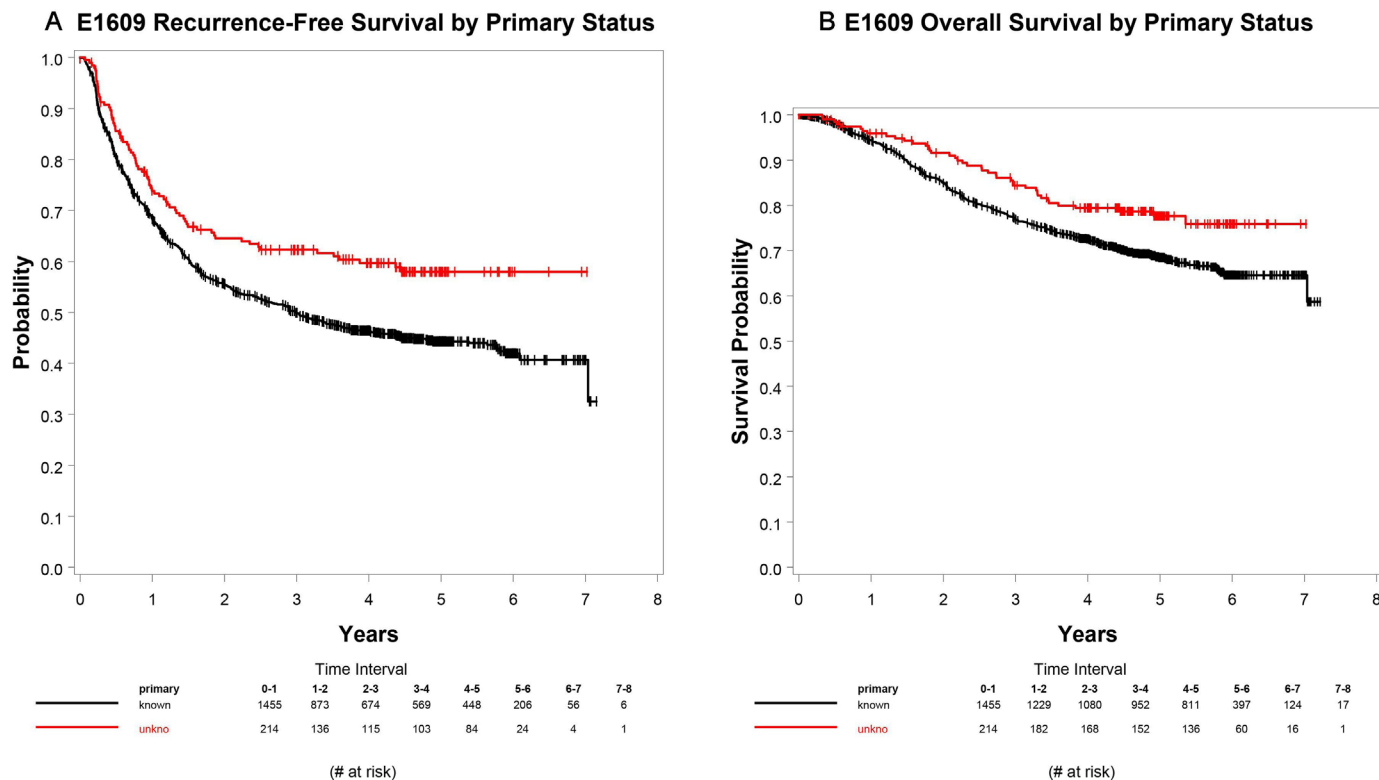 A E1609 Recurrence-Free Survival by Primary Status
1.0
0.9
0.8
0.7
0.6
0.5
0.4
0.3
0.2
0.1
0.0
Probability
0 1 2 3 4 5 6 7 8
Years
Time Interval
primary 0-1 1-2 2-3 3-4 4-5 5-6 6-7 7-8
known 1455 873 674 569 448 206 56 6
unkno 214 136 115 103 84 24 4 1
(# at risk)
B E1609 Overall Survival by Primary Status
1.0
0.9
0.8
0.7
0.6
0.5
0.4
0.3
0.2
0.1
0.0
Survival Probability
0 1 2 3 4 5 6 7 8
Years
Time Interval
primary 0-1 1-2 2-3 3-4 4-5 5-6 6-7 7-8
known 1455 1229 1080 952 811 397 124 17
unkno 214 182 168 152 136 60 16 1
(# at risk)